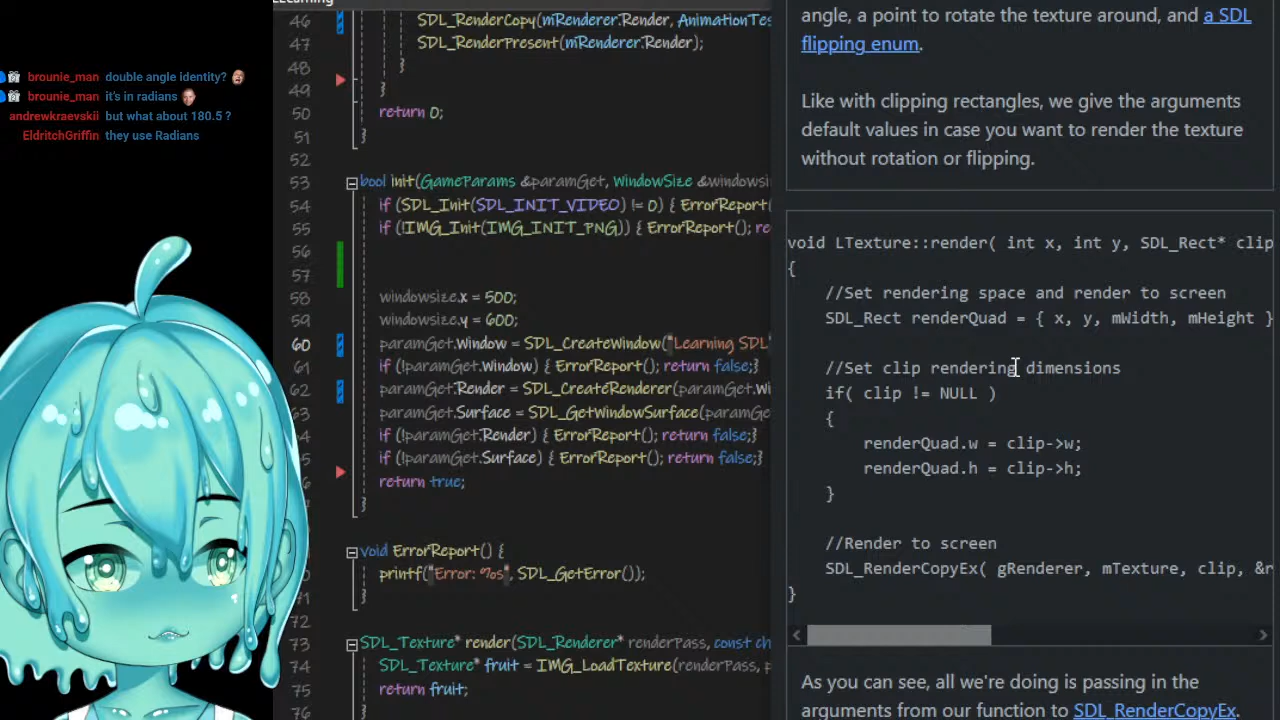 brounie_man double angle identity?
brounie_man it's in radians
andrewkraevskii but what about 180.5 ?
EldritchGriffin they use Radians
46 SDL_RenderCopy(mRenderer.Render, AnimationTe
47 SDL_RenderPresent(mRenderer.Render);
48 }
49 }
50 return 0;
51 }
52
53 bool init(GameParams &paramGet, WindowSize &windowsi
54 if (SDL_Init(SDL_INIT_VIDEO) != 0) { ErrorReport(
55 if (!IMG_Init(IMG_INIT_PNG)) { ErrorReport(); re
56
57
58 windowsize.x = 500;
59 windowsize.y = 600;
60 paramGet.Window = SDL_CreateWindow("Learning SDL
61 if (!paramGet.Window) { ErrorReport(); return false;}
62 paramGet.Render = SDL_CreateRenderer(paramGet.Wi
63 paramGet.Surface = SDL_GetWindowSurface(paramG
if (!paramGet.Render) { ErrorReport(); return false;}
if (!paramGet.Surface) { ErrorReport(); return false;}
return true;
}
void ErrorReport() {
printf("Error: %s", SDL_GetError());
71 }
72
73 SDL_Texture* render(SDL_Renderer* renderPass, const ch
74 SDL_Texture* fruit = IMG_LoadTexture(renderPass, p
75 return fruit;
76 }
angle, a point to rotate the texture around, and a SDL
flipping enum.
Like with clipping rectangles, we give the arguments
default values in case you want to render the texture
without rotation or flipping.
void LTexture::render( int x, int y, SDL_Rect* clip
{
//Set rendering space and render to screen
SDL_Rect renderQuad = { x, y, mWidth, mHeight }
//Set clip rendering dimensions
if( clip != NULL )
{
renderQuad.w = clip->w;
renderQuad.h = clip->h;
}
//Render to screen
SDL_RenderCopyEx( gRenderer, mTexture, clip, &r
}
As you can see, all we're doing is passing in the
arguments from our function to SDL_RenderCopyEx.